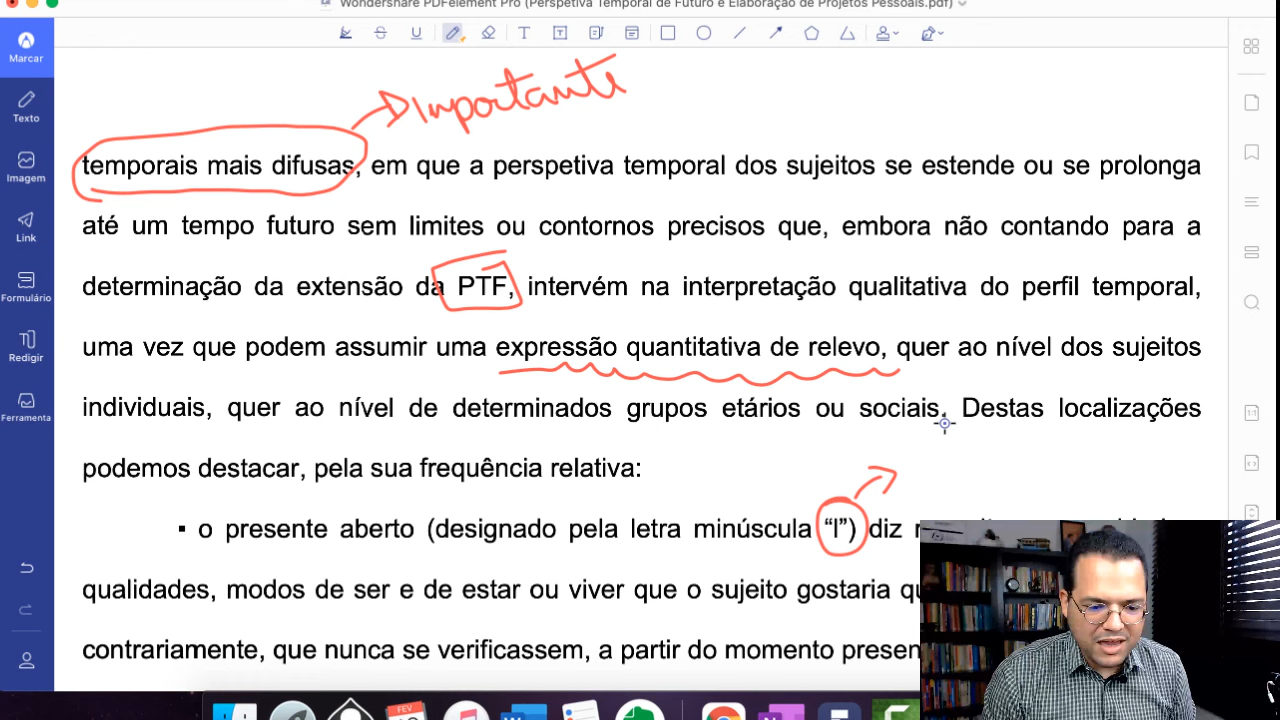 Wondershare PDFelement Pro (Perspetiva Temporal de Futuro e Elaboração de Projetos Pessoais.pdf)
Marcar
Texto
Imagem
Link
Formulário
Redigir
Ferramenta
Importante
temporais mais difusas, em que a perspetiva temporal dos sujeitos se estende ou se prolonga
até um tempo futuro sem limites ou contornos precisos que, embora não contando para a
determinação da extensão da PTF, intervém na interpretação qualitativa do perfil temporal,
uma vez que podem assumir uma expressão quantitativa de relevo, quer ao nível dos sujeitos
individuais, quer ao nível de determinados grupos etários ou sociais. Destas localizações
podemos destacar, pela sua frequência relativa:
▪ o presente aberto (designado pela letra minúscula “l”) diz
qualidades, modos de ser e de estar ou viver que o sujeito gostaria
contrariamente, que nunca se verificassem, a partir do momento
1:1
FEV